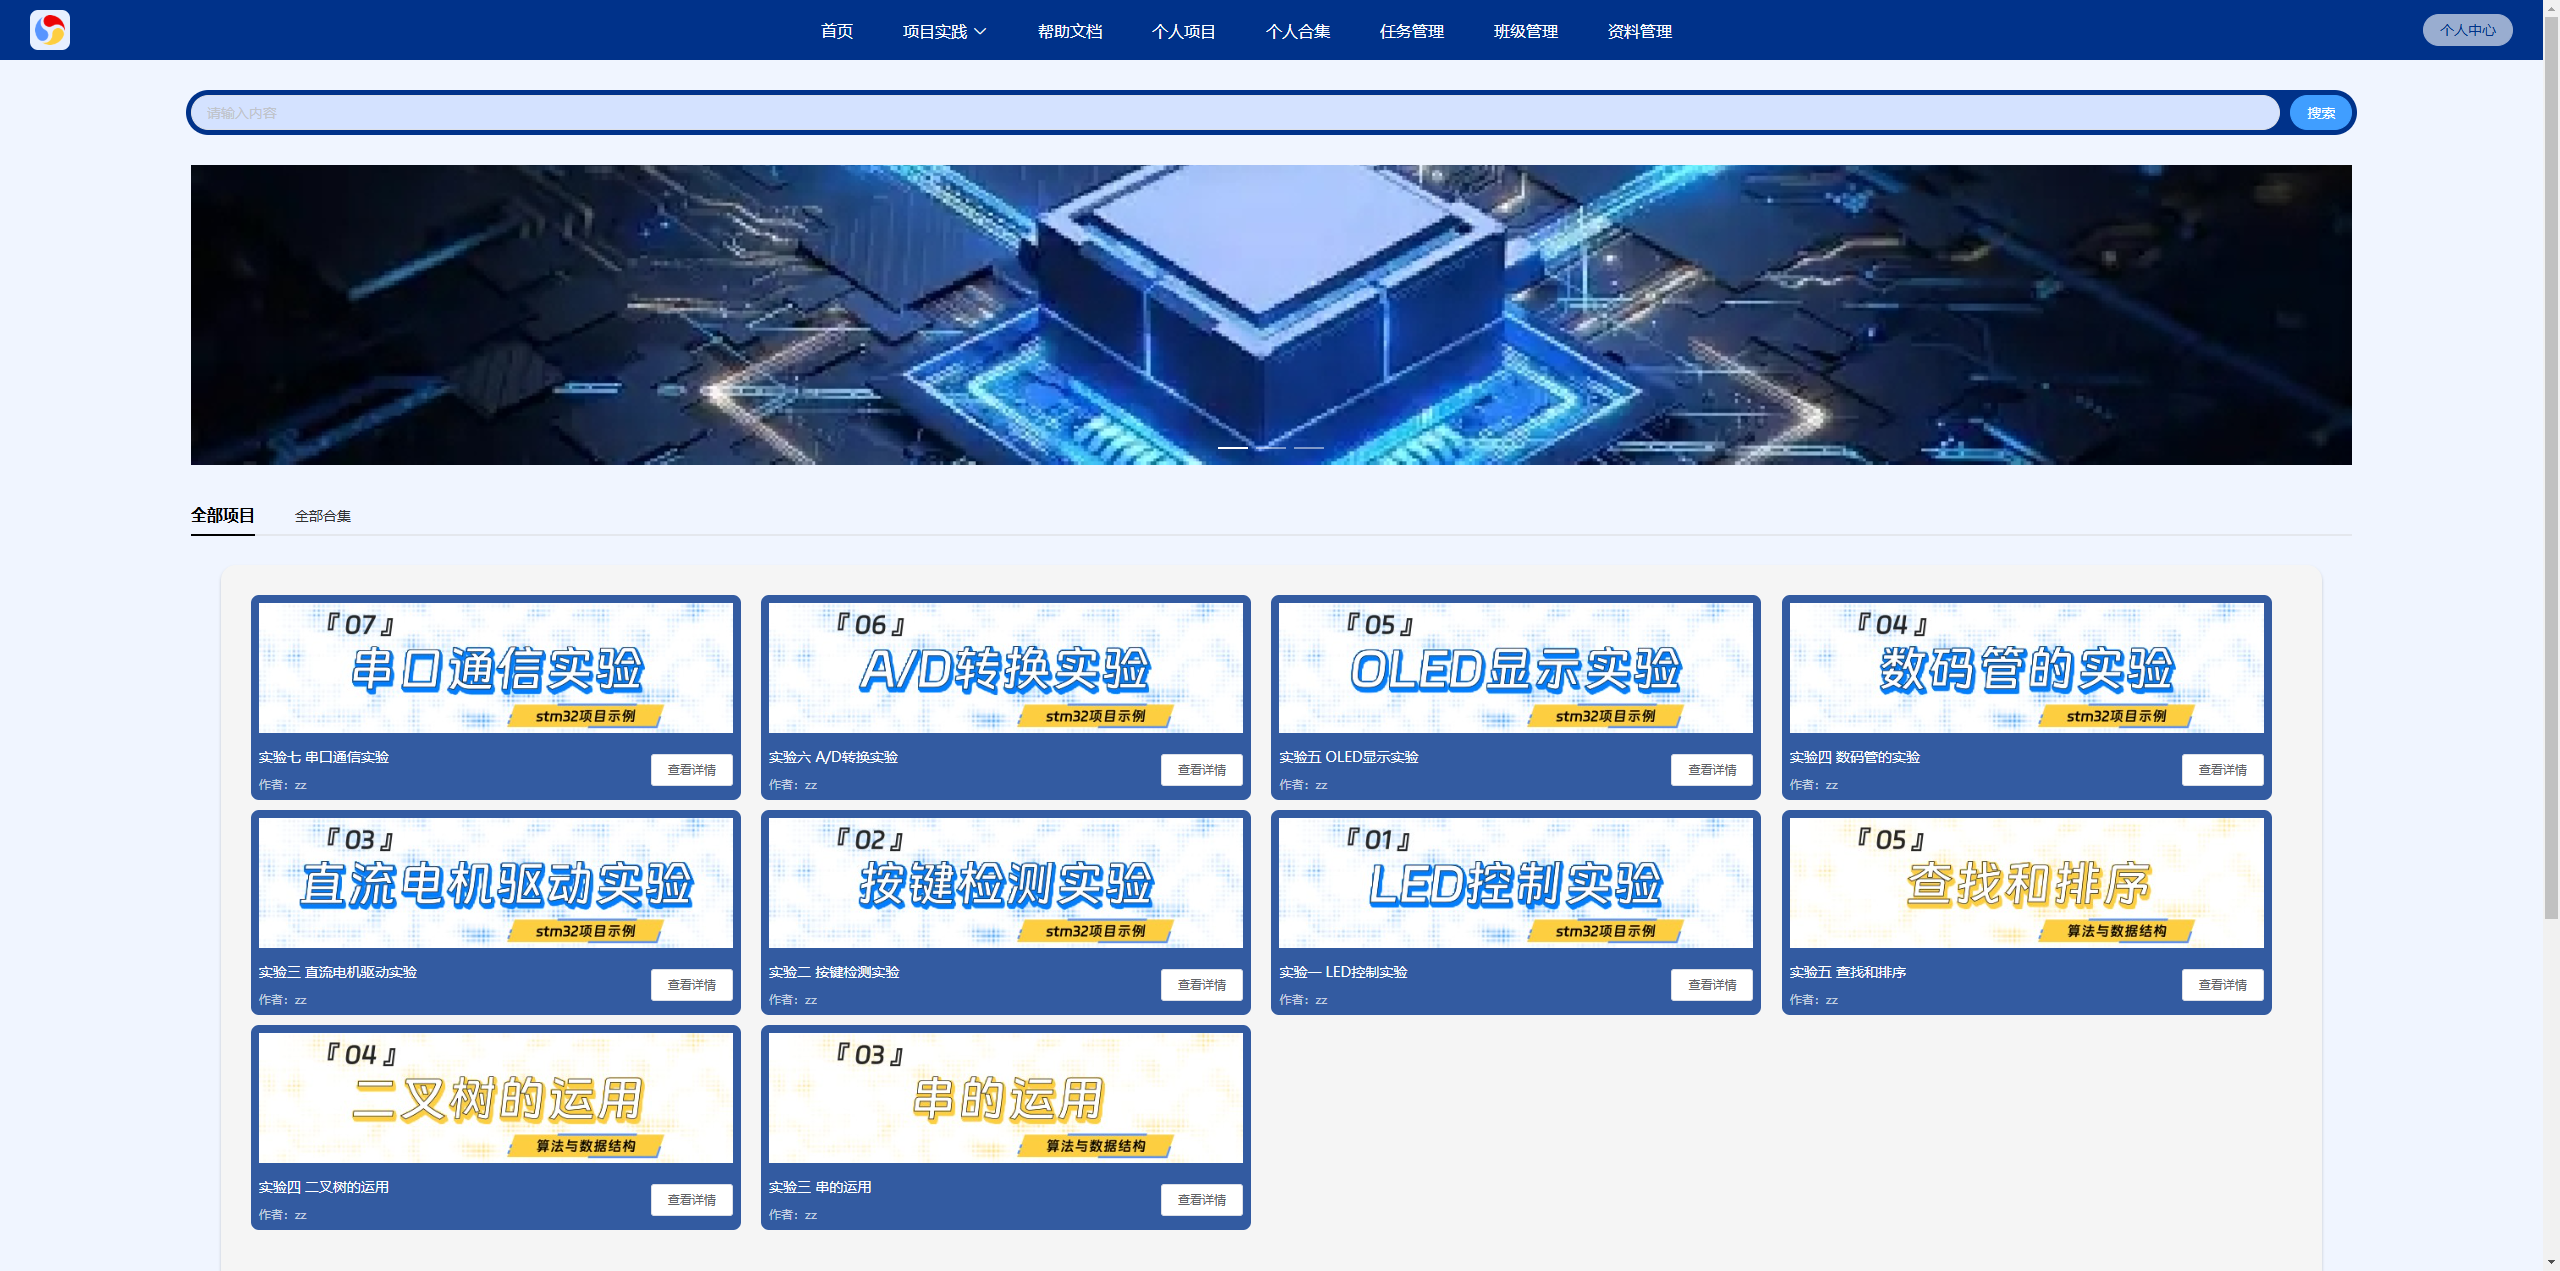 首页 项目实践 帮助文档 个人项目 个人合集 任务管理 班级管理 资料管理 个人中心
请输入内容 搜索
全部项目 全部合集
『07』
串口通信实验
stm32项目示例
实验七 串口通信实验
作者：zz
查看详情
『06』
A/D转换实验
stm32项目示例
实验六 A/D转换实验
作者：zz
查看详情
『05』
OLED显示实验
stm32项目示例
实验五 OLED显示实验
作者：zz
查看详情
『04』
数码管的实验
stm32项目示例
实验四 数码管的实验
作者：zz
查看详情
『03』
直流电机驱动实验
stm32项目示例
实验三 直流电机驱动实验
作者：zz
查看详情
『02』
按键检测实验
stm32项目示例
实验二 按键检测实验
作者：zz
查看详情
『01』
LED控制实验
stm32项目示例
实验一 LED控制实验
作者：zz
查看详情
『05』
查找和排序
算法与数据结构
实验五 查找和排序
作者：zz
查看详情
『04』
二叉树的运用
算法与数据结构
实验四 二叉树的运用
作者：zz
查看详情
『03』
串的运用
算法与数据结构
实验三 串的运用
作者：zz
查看详情